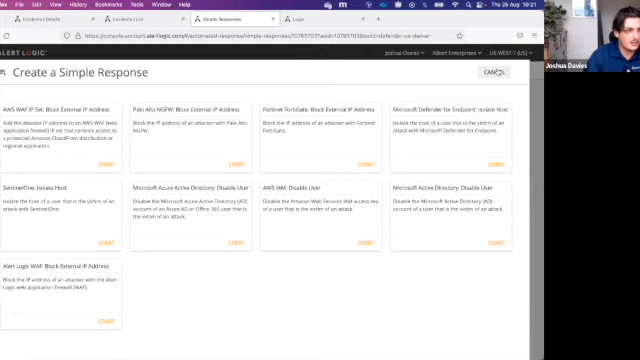 Firefox File Edit View History Bookmarks Tools Window Help
Thu 25 Aug 10:21
Incidents | Details
Incidents | List
Simple Responses
Login
ALERT LOGIC
Joshua Davies
Albert Enterprises
US-WEST-1 (US)
Create a Simple Response
CANCEL
AWS WAF IP Set: Block External IP Address
Add the attacker IP address to an AWS WAF (web
application firewall) IP set that controls access
to a protected Amazon CloudFront distribution or
regional application.
START
Palo Alto NGFW: Block External IP Address
Block the IP address of an attacker with Palo Alto
NGFW.
START
Fortinet FortiGate: Block External IP Address
Block the IP address of an attacker with Fortinet
FortiGate.
START
Microsoft Defender for Endpoint: Isolate Host
Isolate the host of a user that is the victim of an
attack with Microsoft Defender for Endpoint.
START
SentinelOne: Isolate Host
Isolate the host of a user that is the victim of an
attack with SentinelOne.
START
Microsoft Azure Active Directory: Disable User
Disable the Microsoft Azure Active Directory (AD)
account of an Azure AD or Office 365 user that is
the victim of an attack.
START
AWS IAM: Disable User
Disable the Amazon Web Services IAM access
key of a user that is the victim of an attack.
START
Microsoft Active Directory: Disable User
Disable the Microsoft Active Directory (AD)
account of a user that is the victim of an attack.
START
Alert Logic WAF: Block External IP Address
Block the IP address of an attacker with the Alert
Logic web application firewall (WAF).
START
Joshua Davies